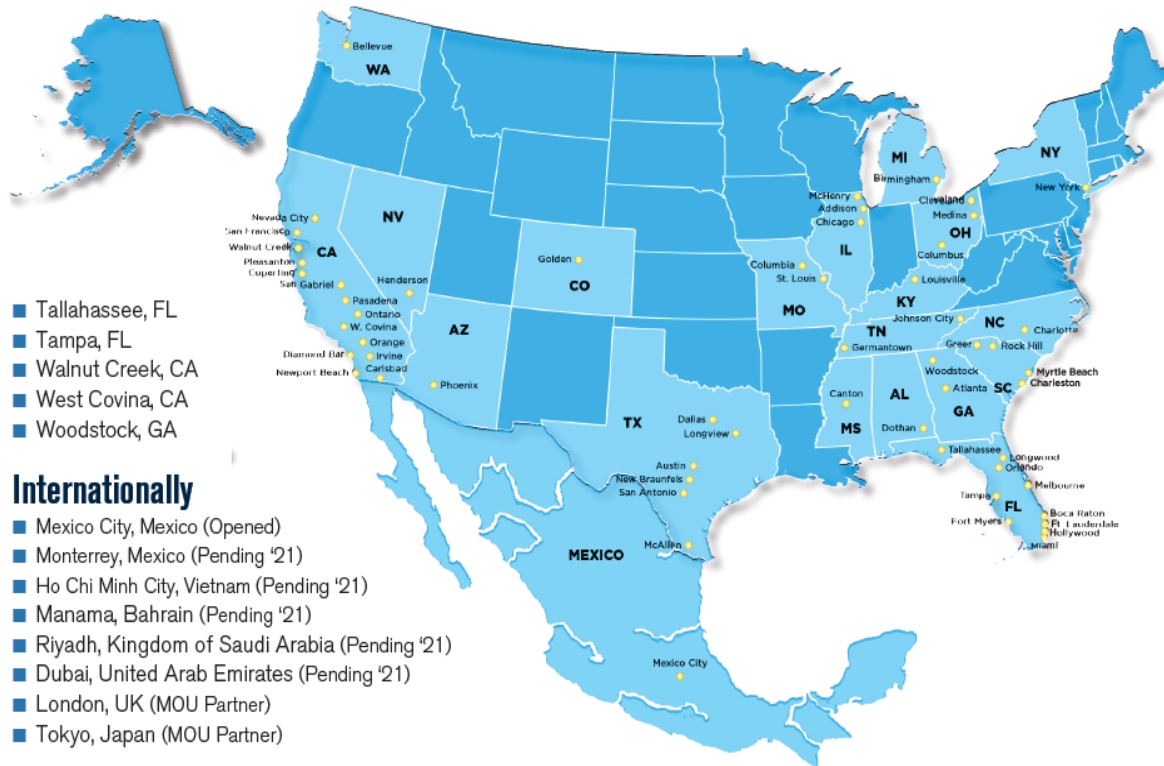 Tallahassee, FL
Tampa, FL
Walnut Creek, CA
West Covina, CA
Woodstock, GA
Internationally
Mexico City, Mexico (Opened)
Monterrey, Mexico (Pending ‘21)
Ho Chi Minh City, Vietnam (Pending ‘21)
Manama, Bahrain (Pending ‘21)
Riyadh, Kingdom of Saudi Arabia (Pending ‘21)
Dubai, United Arab Emirates (Pending ‘21)
London, UK (MOU Partner)
Tokyo, Japan (MOU Partner)
Bellevue
WA
Nevada City
San Francisco
Walnut Creek
Pleasanton
Cupertino
San Gabriel
Pasadena
Ontario
W. Covina
Orange
Diamond Bar
Irvine
Newport Beach
Carlsbad
CA
NV
Henderson
AZ
Phoenix
Golden
CO
TX
Dallas
Longview
Austin
New Braunfels
San Antonio
McAllen
MEXICO
Mexico City
Columbia
St. Louis
MO
McHenry
Addison
Chicago
IL
MI
Birmingham
Cleveland
Medina
OH
Columbus
NY
New York
Louisville
KY
Johnson City
TN
Germantown
NC
Charlotte
Greer
Rock Hill
Myrtle Beach
Charleston
SC
Woodstock
Atlanta
GA
Canton
MS
AL
Dothan
Tallahassee
Longwood
Orlando
Melbourne
Tampa
FL
Fort Myers
Boca Raton
Ft. Lauderdale
Hollywood
Miami